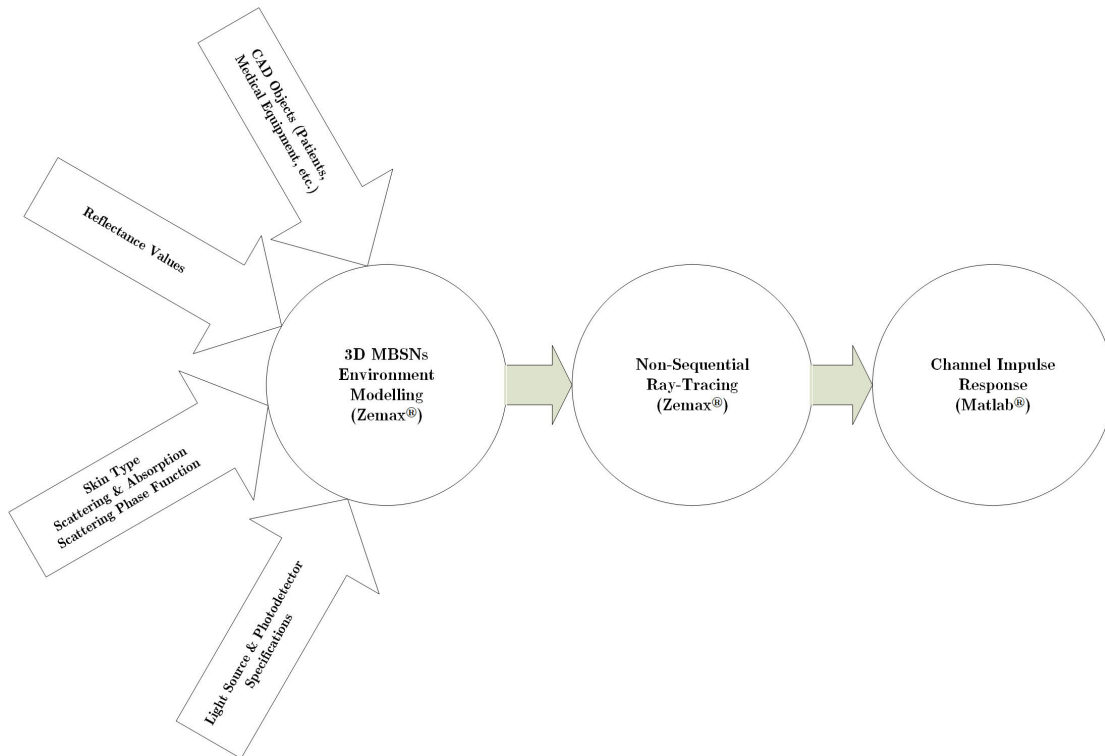 CAD Objects (Patients,
Medical Equipment, etc.)
Reflectance Values
Skin Type
Scattering & Absorption
Scattering Phase Function
Light Source & Photodetector
Specifications
3D MBSNs
Environment
Modelling
(Zemax®)
Non-Sequential
Ray-Tracing
(Zemax®)
Channel Impulse
Response
(Matlab®)